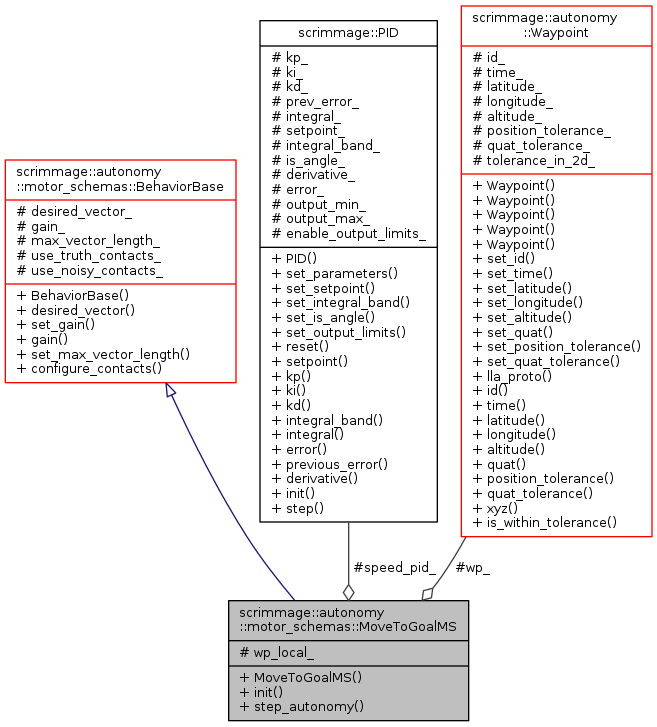 scrimmage::PID
# kp_
# ki_
# kd_
# prev_error_
# integral_
# setpoint_
# integral_band_
# is_angle_
# derivative_
# error_
# output_min_
# output_max_
# enable_output_limits_
+ PID()
+ set_parameters()
+ set_setpoint()
+ set_integral_band()
+ set_is_angle()
+ set_output_limits()
+ reset()
+ setpoint()
+ kp()
+ ki()
+ kd()
+ integral_band()
+ integral()
+ error()
+ previous_error()
+ derivative()
+ init()
+ step()
scrimmage::autonomy
::Waypoint
# id_
# time_
# latitude_
# longitude_
# altitude_
# position_tolerance_
# quat_tolerance_
# tolerance_in_2d_
+ Waypoint()
+ Waypoint()
+ Waypoint()
+ Waypoint()
+ Waypoint()
+ set_id()
+ set_time()
+ set_latitude()
+ set_longitude()
+ set_altitude()
+ set_quat()
+ set_position_tolerance()
+ set_quat_tolerance()
+ lla_proto()
+ id()
+ time()
+ latitude()
+ longitude()
+ altitude()
+ quat()
+ position_tolerance()
+ quat_tolerance()
+ xyz()
+ is_within_tolerance()
scrimmage::autonomy
::motor_schemas::BehaviorBase
# desired_vector_
# gain_
# max_vector_length_
# use_truth_contacts_
# use_noisy_contacts_
+ BehaviorBase()
+ desired_vector()
+ set_gain()
+ gain()
+ set_max_vector_length()
+ configure_contacts()
#speed_pid_
#wp_
scrimmage::autonomy
::motor_schemas::MoveToGoalMS
# wp_local_
+ MoveToGoalMS()
+ init()
+ step_autonomy()